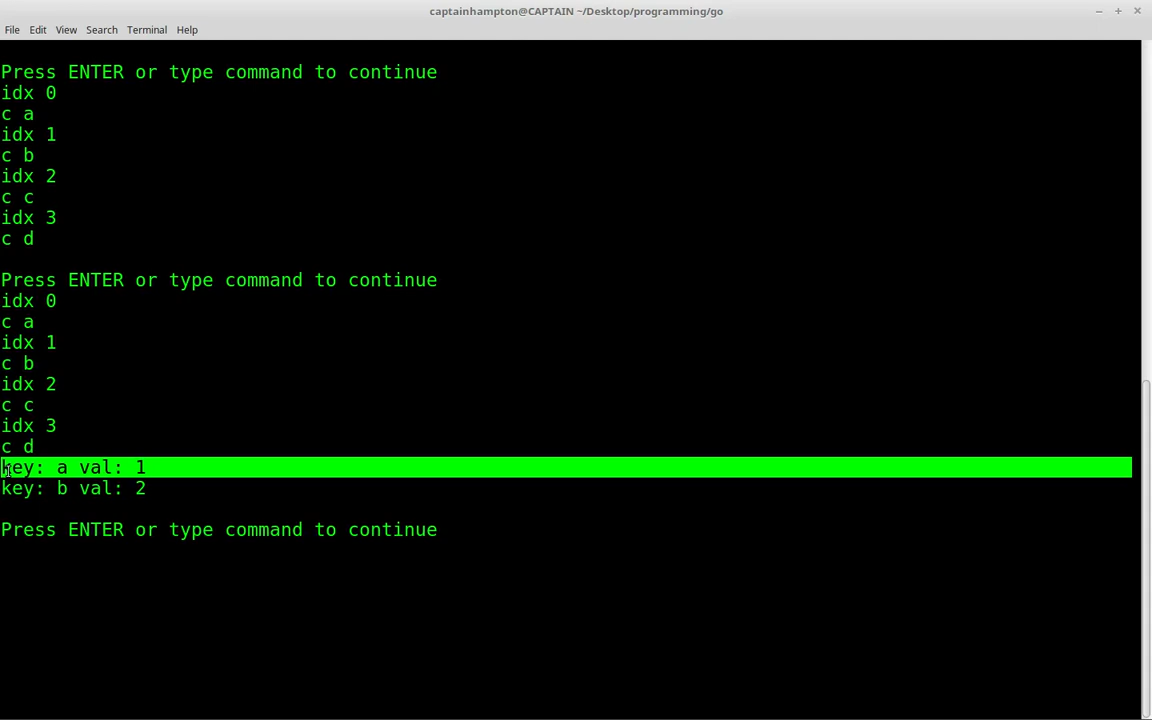 captainhampton@CAPTAIN ~/Desktop/programming/go
File Edit View Search Terminal Help
Press ENTER or type command to continue
idx 0
c a
idx 1
c b
idx 2
c c
idx 3
c d
Press ENTER or type command to continue
idx 0
c a
idx 1
c b
idx 2
c c
idx 3
c d
key: a val: 1
key: b val: 2
Press ENTER or type command to continue